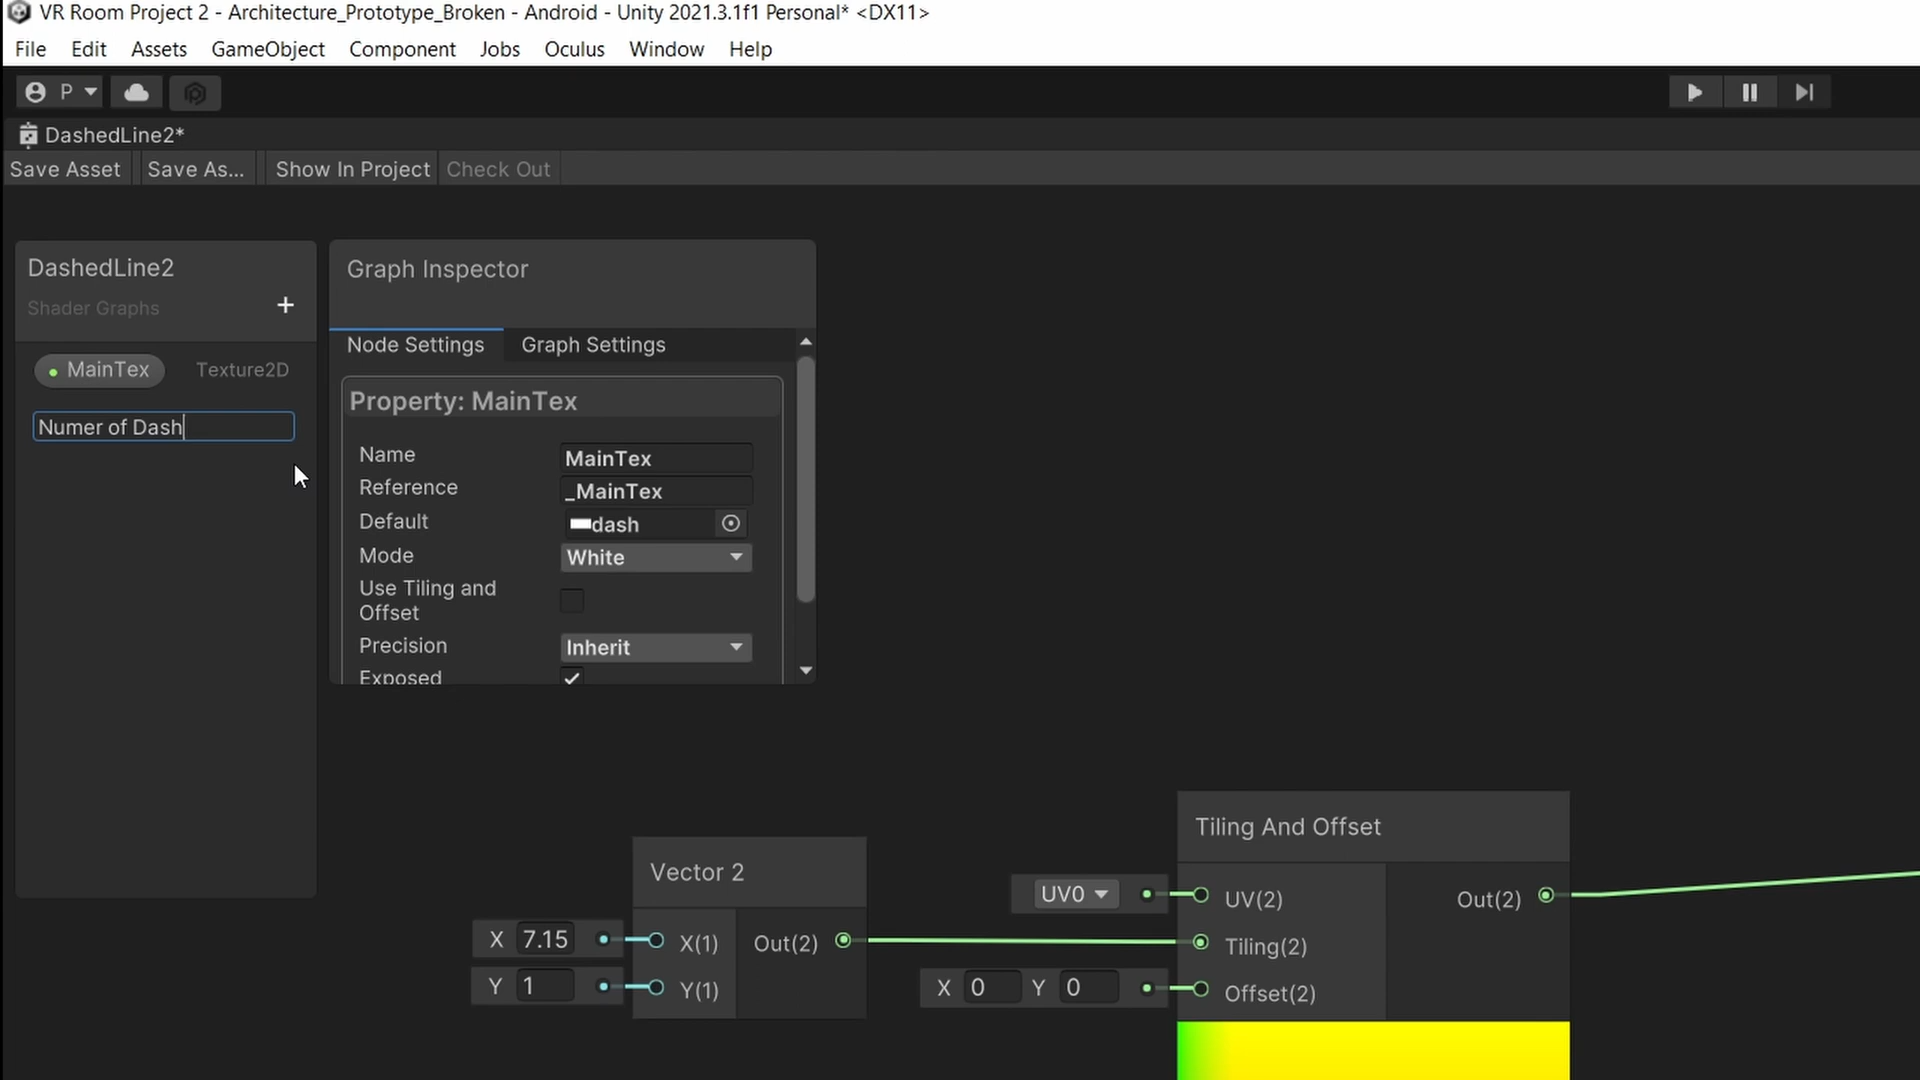 VR Room Project 2 - Architecture_Prototype_Broken - Android - Unity 2021.3.1f1 Personal* <DX11>
File Edit Assets GameObject Component Jobs Oculus Window Help
P
DashedLine2*
Save Asset Save As... Show In Project Check Out
DashedLine2
Shader Graphs
+
MainTex Texture2D
Numer of Dash
Graph Inspector
Node Settings Graph Settings
Property: MainTex
Name MainTex
Reference _MainTex
Default dash
Mode White
Use Tiling and
Offset
Precision Inherit
Exposed
Vector 2
X 7.15 X(1) Out(2)
Y 1 Y(1)
Tiling And Offset
UV0 UV(2) Out(2)
Tiling(2)
X 0 Y 0 Offset(2)